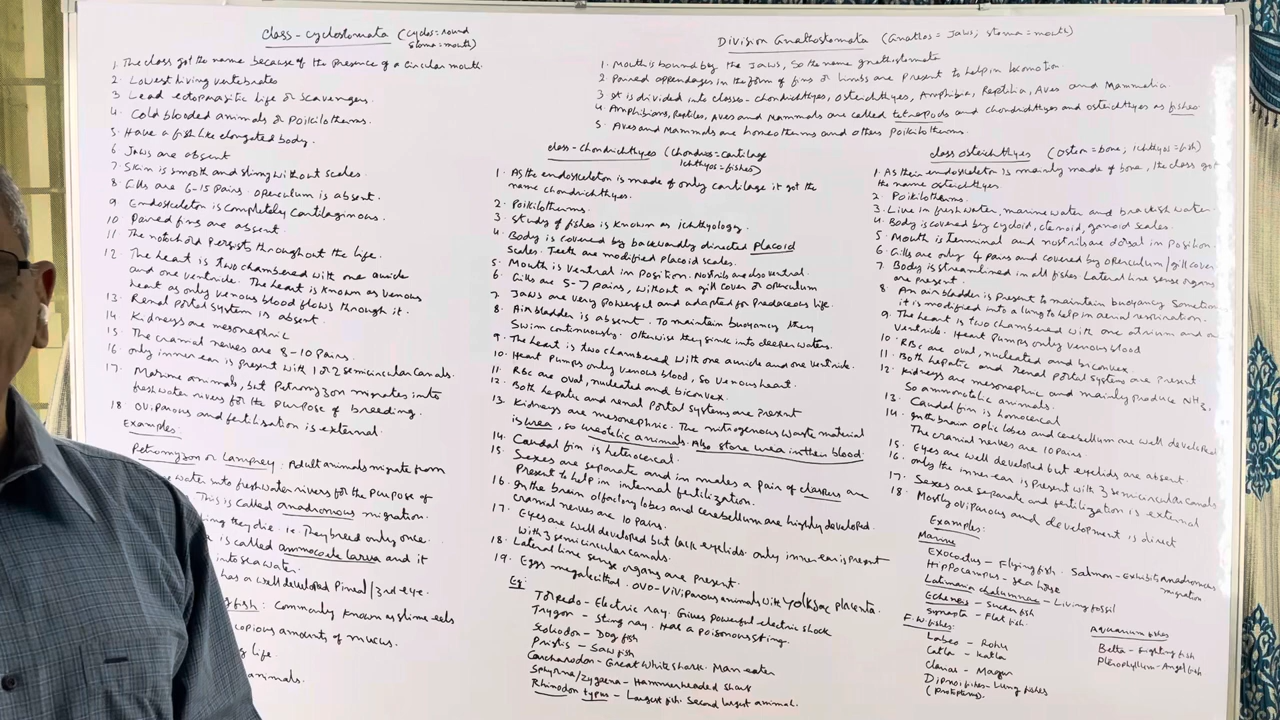 Class - Cyclostomata (Cyclos = round
stoma = mouth)
1. The class got the name because of the presence of a Circular mouth.
2. Lowest living vertebrates
3. Lead ectoparasitic life or Scavengers.
4. Cold blooded animals or Poikilotherms.
5. Have a fish like elongated body.
6. Jaws are absent
7. Skin is smooth and slimy without scales.
8. Gills are 6-15 pairs. Operculum is absent.
9. Endoskeleton is completely Cartilaginous.
10. Paired fins are absent.
11. The notochord persists throughout the life.
12. The heart is two chambered with one auricle
and one ventricle. The heart is known as venous
heart as only venous blood flows through it.
13. Renal Portal System is absent.
14. Kidneys are mesonephric
15. The cranial nerves are 8-10 pairs.
16. Only inner ear is present with 1 or 2 Semicircular Canals.
17. Marine animals, but Petromyzon migrates into
fresh water rivers for the purpose of breeding.
18. Oviparous and fertilisation is external.
Examples:
Petromyzon or Lamprey: Adult animals migrate from
water into fresh water rivers for the purpose of
This is called anadromous migration.
they die. i.e They breed only once.
is called ammocoete larva and it
into sea water.
has a well developed Pineal/3rd eye.
fish: Commonly known as slime eels
copious amount of mucus.
life
animals.
Division Gnathostomata (Gnathos = Jaws; stoma = mouth)
1. Mouth is bound by the jaws, So the name gnathostomata
2. Paired appendages in the form of fins or limbs are present to help in locomotion.
3. It is divided into classes - chondrichthyes, Osteichthyes, Amphibia, Reptilia, Aves and Mammalia.
4. Amphibians, Reptiles, Aves and Mammals are called tetrapods and chondrichthyes and osteichthyes as fishes.
5. Aves and Mammals are homeotherms and others Poikilotherms.
class - chondrichthyes (chondros = cartilage
ichthyos = fishes)
1. As the endoskeleton is made of only cartilage it got the
name chondrichthyes.
2. Poikilotherms.
3. Study of fishes is known as ichthyology.
4. Body is covered by backwardly directed Placoid
Scales. Teeth are modified placoid scales.
5. Mouth is ventral in position. Nostrils are also ventral.
6. Gills are 5-7 pairs, without a gill cover or operculum
7. Jaws are very powerful and adapted for Predaceous life.
8. Air bladder is absent. To maintain buoyancy they
Swim continuously. Otherwise they sink into deeper waters.
9. The heart is two chambered with one auricle and one ventricle.
10. Heart Pumps only venous blood, so venous heart.
11. RBC are oval, nucleated and biconvex.
12. Both hepatic and renal portal systems are present
13. Kidneys are mesonephric. The nitrogenous waste material
is urea, so ureotelic animals. Also store urea in their blood.
14. Caudal fin is heterocercal.
15. Sexes are separate and in males a pair of claspers are
Present to help in internal fertilization.
16. In the brain olfactory lobes and cerebellum are highly developed.
cranial nerves are 10 pairs.
17. Eyes are well developed but lack eyelids. only inner ear is present
with 3 semicircular canals.
18. Lateral line sense organs are present.
19. Eggs megalecithal. OVO-ViViparous animals with yolk sac placenta.
Eg:
Torpedo - Electric ray. Gives powerful electric shock
Trygon - Sting ray. Has a poisonous sting.
Scoliodon - Dog fish
Pristis - Saw fish
Carcharodon - Great White shark. Man eater
Sphyrna/Zygaena - Hammerheaded Shark
Rhinodon typus - Largest fish. Second largest animal.
class osteichthyes (osteon = bone; ichthyos = fish)
1. As their endoskeleton is mainly made of bone, the class got
the name osteichthyes.
2. Poikilotherms.
3. Live in fresh water, marine water and brackish water.
4. Body is covered by cycloid, ctenoid, ganoid scales.
5. Mouth is terminal and nostrils are dorsal in position.
6. Gills are only 4 pairs and covered by operculum/gill cover
7. Body is streamlined in all fishes. Lateral line sense organs
are present.
8. An air bladder is present to maintain buoyancy. Sometim
it is modified into a lung to help in aerial respiration.
9. The heart is two chambered with one atrium and o
Ventricle. Heart pumps only venous blood
10. RBC are oval, nucleated and biconvex.
11. Both Hepatic and Renal portal system are present
12. kidneys are mesonephric and mainly produce NH3,
So ammonotelic animals.
13. Caudal fin is homocercal
14. In the brain optic lobes and cerebellum are well developed
The cranial nerves are 10 pairs.
15. Eyes are well developed but eyelids are absent.
16. only the inner ear is present with 3 semicircular canals.
17. Sexes are separate and fertilization is external
18. Mostly oviparous and development is direct
Examples:
Marine
Exocoetus - Flying fish. Salmon - Exhibits Anadromous
migration
Hippocampus - Sea horse
Latimaria chalumnae - Living fossil
Echeneis - Sucker fish
Synapta - Flat fish.
F.W fishes:
Labeo - Rohu
Catla - Katla
Clarias - Magur
Dipnoi fishes - Lung fishes
(Protopterus).
Aquarium fishes
Betta - Fighting fish
Pterophyllum - Angel fish